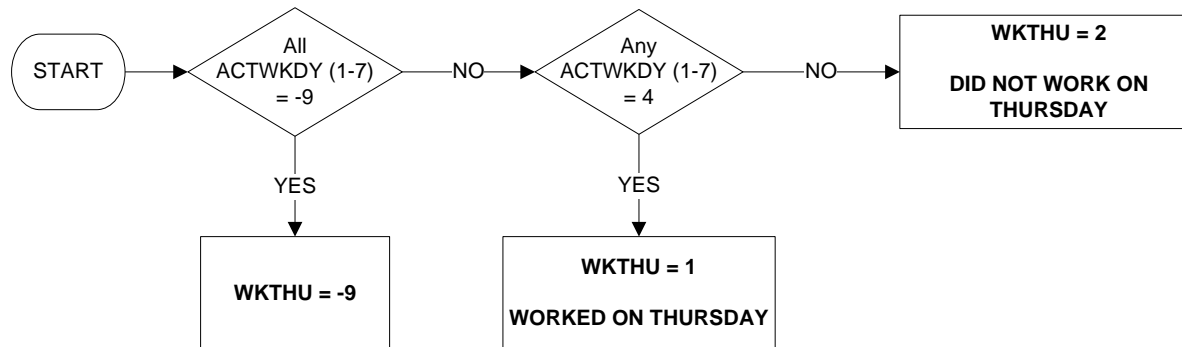 START
All
ACTWKDY (1-7)
= -9
NO
Any
ACTWKDY (1-7)
= 4
NO
WKTHU = 2
DID NOT WORK ON
THURSDAY
YES
WKTHU = -9
YES
WKTHU = 1
WORKED ON THURSDAY